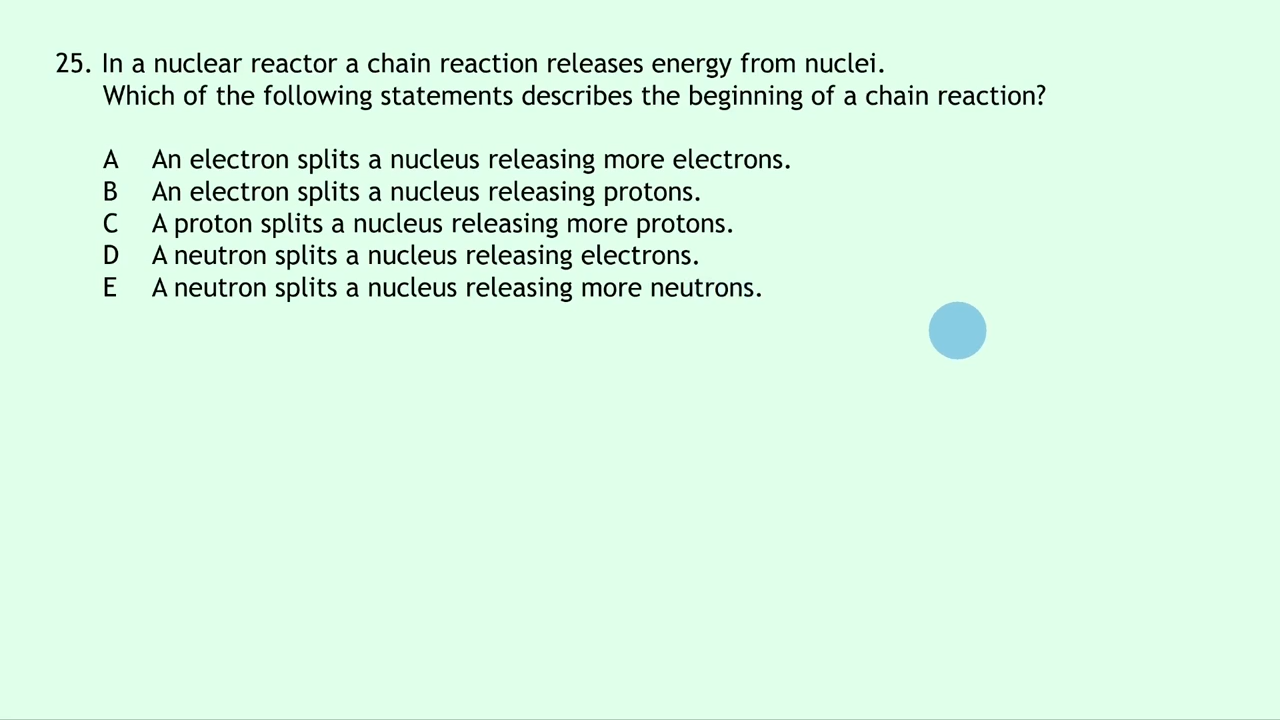 25. In a nuclear reactor a chain reaction releases energy from nuclei.
Which of the following statements describes the beginning of a chain reaction?
A An electron splits a nucleus releasing more electrons.
B An electron splits a nucleus releasing protons.
C A proton splits a nucleus releasing more protons.
D A neutron splits a nucleus releasing electrons.
E A neutron splits a nucleus releasing more neutrons.